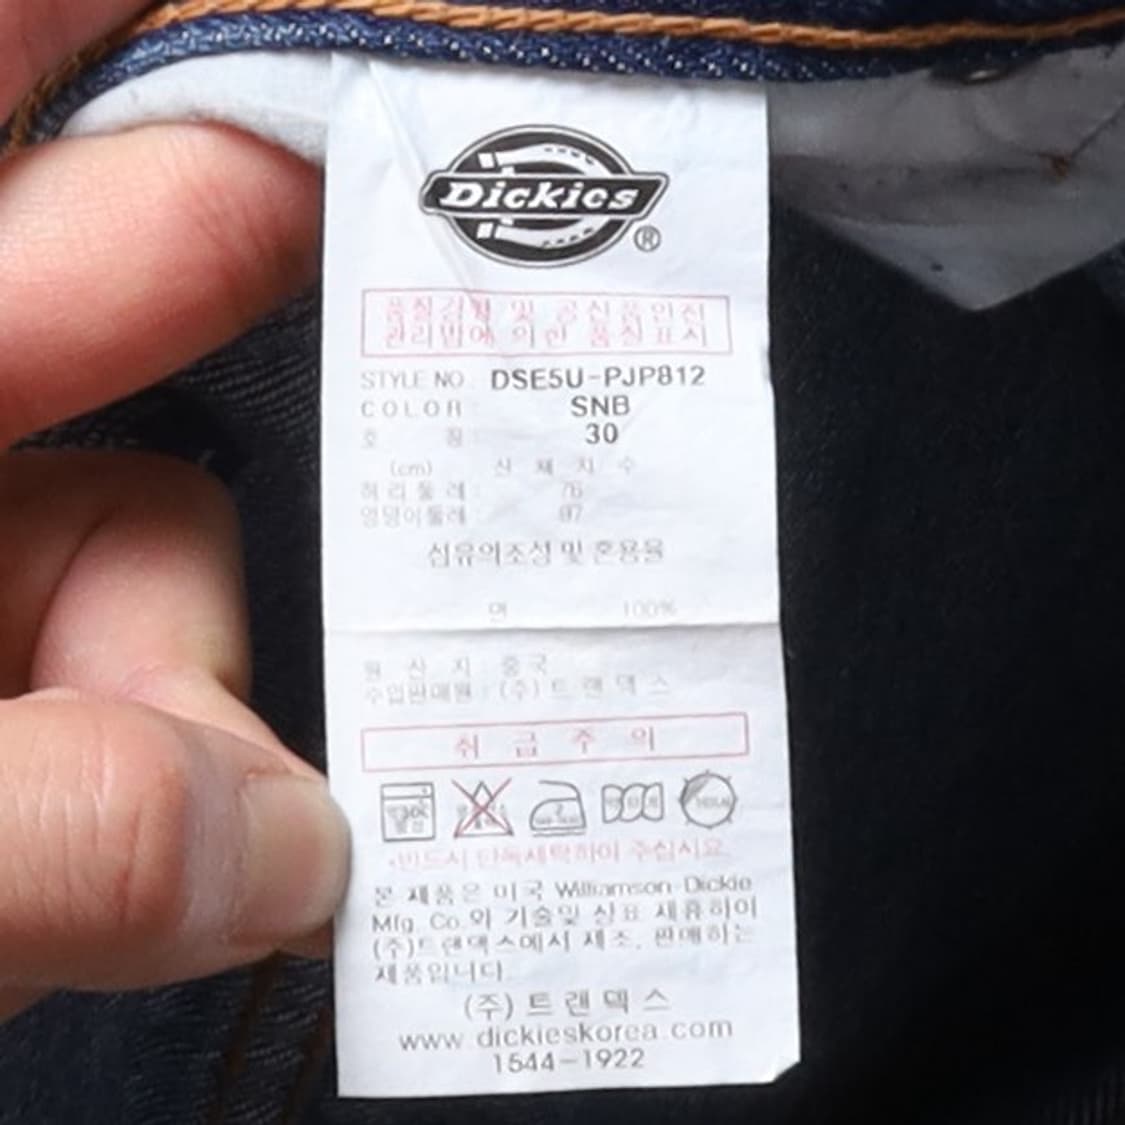 Dickies
®
품질경영 및 공산품안전
관리법에 의한 품질표시
STYLE NO : DSE5U-PJP812
COLOR : SNB
호 칭 : 30
(cm) 신 체 치 수
허리둘레 : 76
엉덩이둘레 : 97
섬유의조성 및 혼용율
면 100%
원 산 지 : 중국
수입판매원 : (주)트랜덱스
취 급 주 의
*반드시 단독세탁하여 주십시요.
본 제품은 미국 Williamson-Dickie
Mfg. Co.와 기술및 상표 제휴하여
(주)트랜덱스에서 제조, 판매하는
제품입니다.
(주)트랜덱스
www.dickieskorea.com
1544-1922